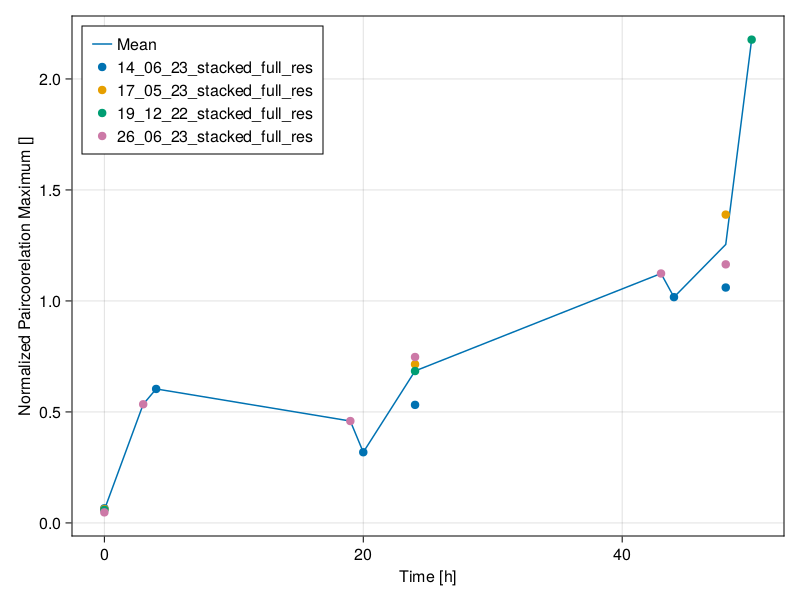 Mean
14_06_23_stacked_full_res
17_05_23_stacked_full_res
19_12_22_stacked_full_res
26_06_23_stacked_full_res
Normalized Paircoorelation Maximum []
2.0
1.5
1.0
0.5
0.0
0
20
40
Time [h]